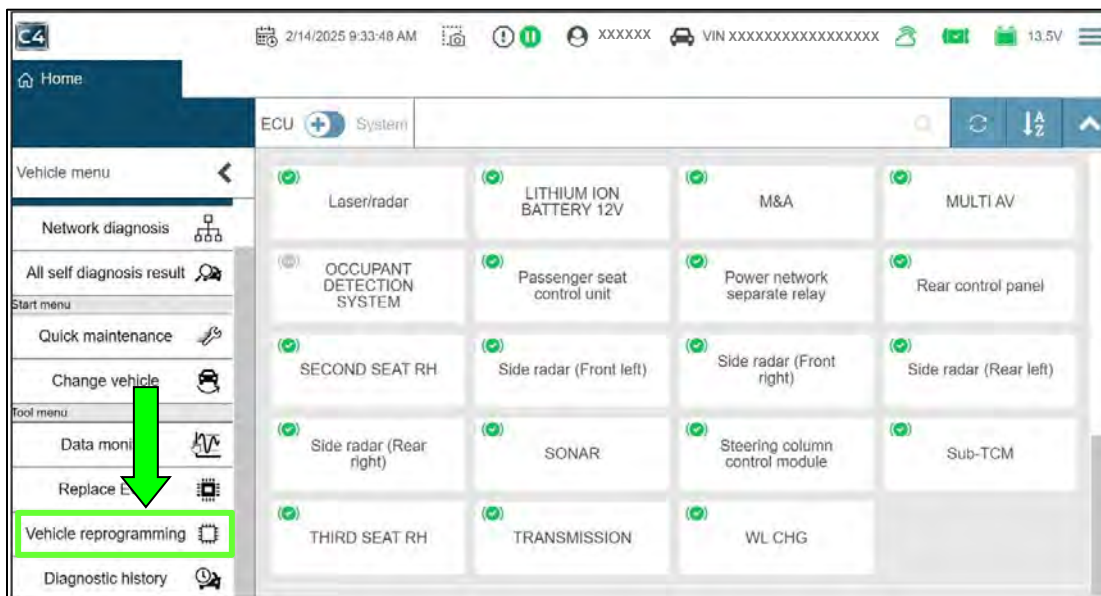 C4
2/14/2025 9:33:48 AM
XXXXXX
VIN XXXXXXXXXXXXXXXXX
13.5V
Home
ECU
System
Vehicle menu
Network diagnosis
All self diagnosis result
Start menu
Quick maintenance
Change vehicle
Tool menu
Data moni
Replace E
Vehicle reprogramming
Diagnostic history
Laser/radar
LITHIUM ION
BATTERY 12V
M&A
MULTI AV
OCCUPANT
DETECTION
SYSTEM
Passenger seat
control unit
Power network
separate relay
Rear control panel
SECOND SEAT RH
Side radar (Front left)
Side radar (Front
right)
Side radar (Rear left)
Side radar (Rear
right)
SONAR
Steering column
control module
Sub-TCM
THIRD SEAT RH
TRANSMISSION
WL CHG